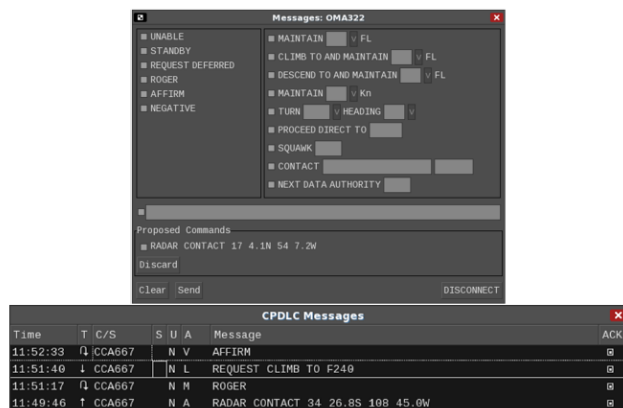 Messages: OMA322
UNABLE
STANDBY
REQUEST DEFERRED
ROGER
AFFIRM
NEGATIVE
MAINTAIN v FL
CLIMB TO AND MAINTAIN v FL
DESCEND TO AND MAINTAIN v FL
MAINTAIN v Kn
TURN v HEADING v
PROCEED DIRECT TO
SQUAWK
CONTACT
NEXT DATA AUTHORITY
Proposed Commands
RADAR CONTACT 17 4.1N 54 7.2W
Discard
Clear Send DISCONNECT
CPDLC Messages
Time T C/S S U A Message ACK
11:52:33 CCA667 N V AFFIRM
11:51:40 ↓ CCA667 N L REQUEST CLIMB TO F240
11:51:17 CCA667 N M ROGER
11:49:46 ↑ CCA667 N A RADAR CONTACT 34 26.8S 108 45.0W